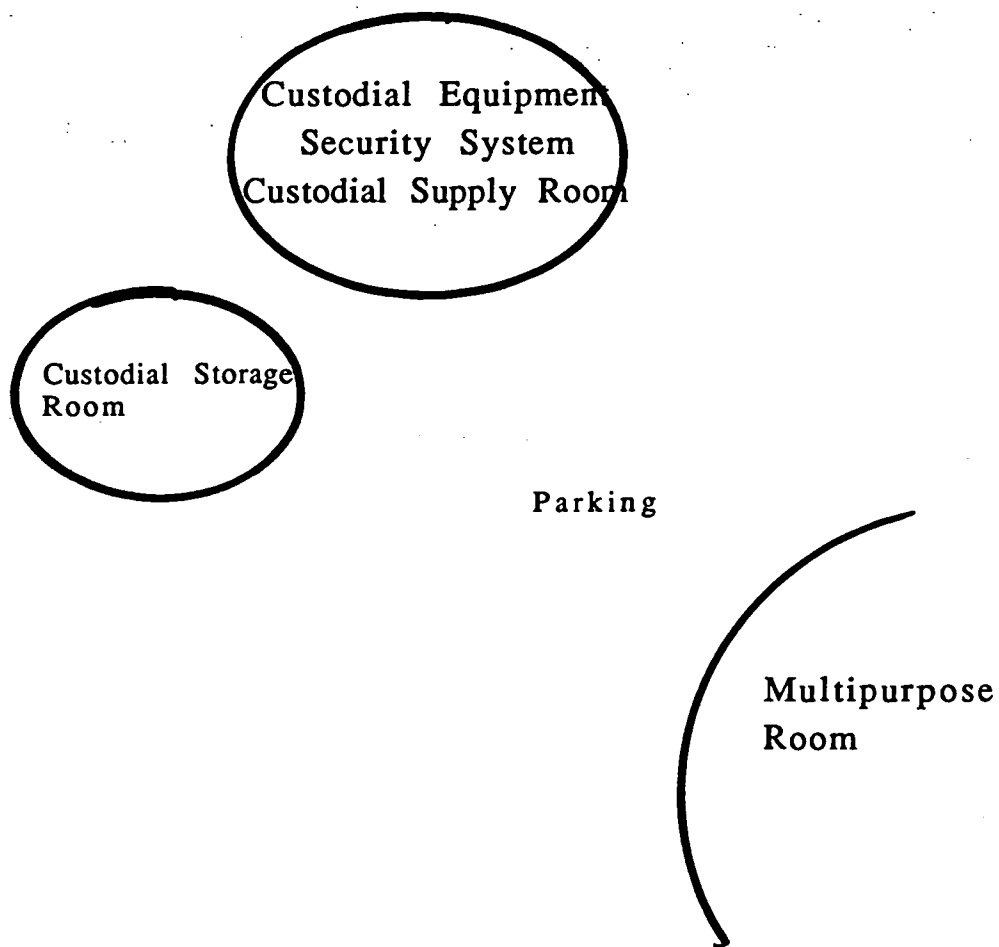 Custodial Equipment
Security System
Custodial Supply Room
Custodial Storage
Room
Parking
Multipurpose
Room